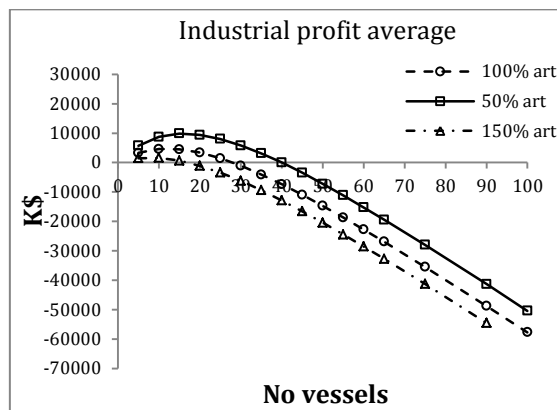 Industrial profit average
30000
20000
10000
0
-10000
-20000
-30000
-40000
-50000
-60000
-70000
K$
0 10 20 30 40 50 60 70 80 90 100
No vessels
100% art
50% art
150% art